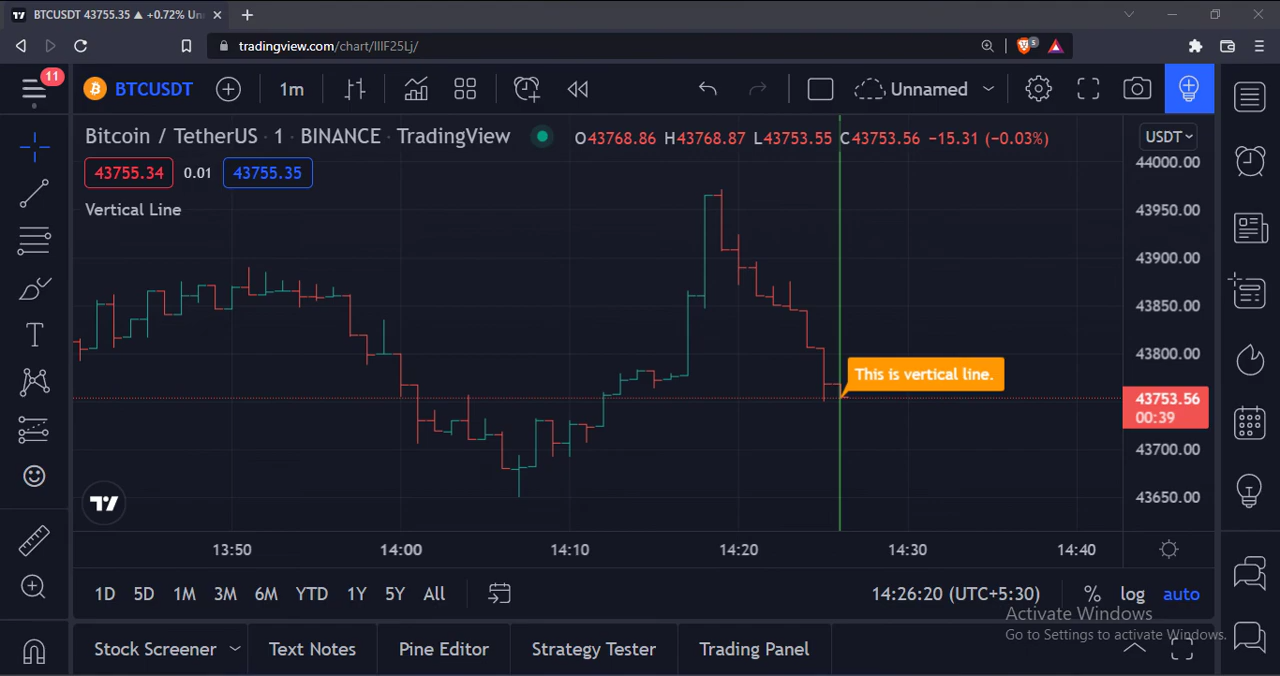 BTCUSDT 43755.35 ▲ +0.72% Un
tradingview.com/chart/IIIF25Lj/
5
11
BTCUSDT
1m
Unnamed
Bitcoin / TetherUS · 1 · BINANCE · TradingView
O43768.86 H43768.87 L43753.55 C43753.56 −15.31 (−0.03%)
USDT
43755.34 0.01 43755.35
Vertical Line
44000.00
43950.00
43900.00
43850.00
43800.00
This is vertical line.
43753.56
00:39
43700.00
43650.00
13:50 14:00 14:10 14:20 14:30 14:40
1D 5D 1M 3M 6M YTD 1Y 5Y All
14:26:20 (UTC+5:30) % log auto
Activate Windows
Go to Settings to activate Windows.
Stock Screener Text Notes Pine Editor Strategy Tester Trading Panel